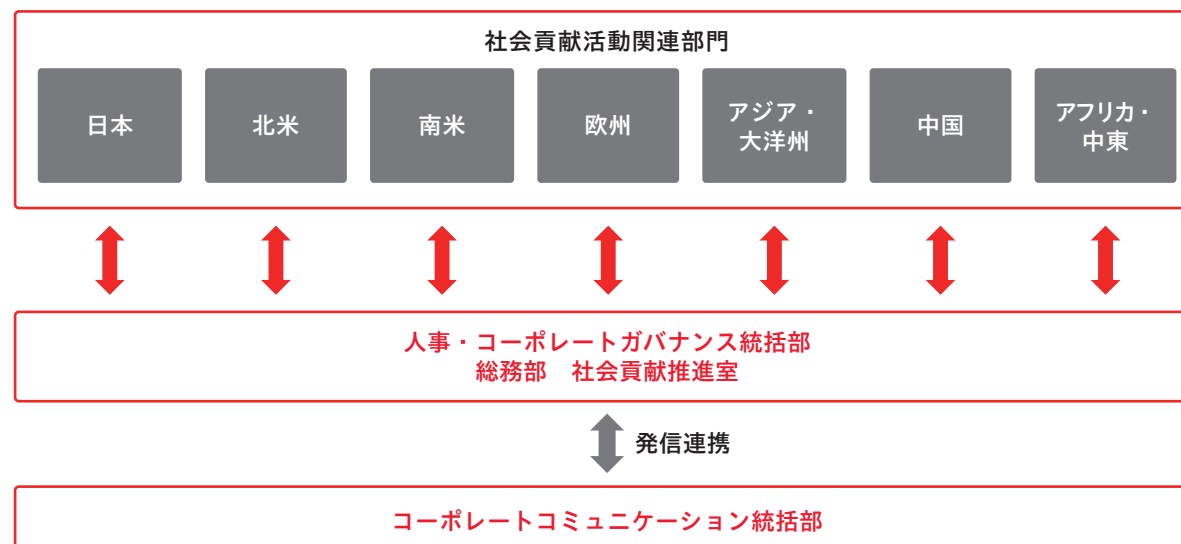 社会貢献活動関連部門
日本
北米
南米
欧州
アジア・
大洋州
中国
アフリカ・
中東
人事・コーポレートガバナンス統括部
総務部　社会貢献推進室
発信連携
コーポレートコミュニケーション統括部